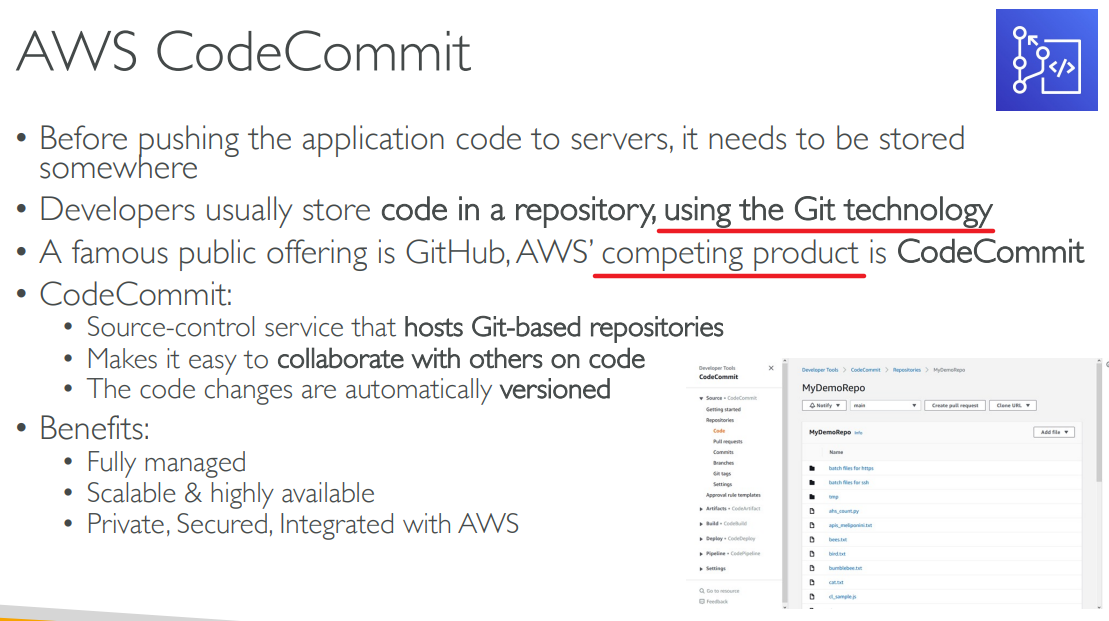 AWS CodeCommit
</>
• Before pushing the application code to servers, it needs to be stored
somewhere
• Developers usually store code in a repository, using the Git technology
• A famous public offering is GitHub, AWS’ competing product is CodeCommit
• CodeCommit:
• Source-control service that hosts Git-based repositories
• Makes it easy to collaborate with others on code
• The code changes are automatically versioned
• Benefits:
• Fully managed
• Scalable & highly available
• Private, Secured, Integrated with AWS
Developer Tools
CodeCommit
Source • CodeCommit
Getting started
Repositories
Code
Pull requests
Commits
Branches
Git tags
Settings
Approval rule templates
Artifacts • CodeArtifact
Build • CodeBuild
Deploy • CodeDeploy
Pipeline • CodePipeline
Settings
Go to resource
Feedback
Developer Tools > CodeCommit > Repositories > MyDemoRepo
MyDemoRepo
Notify main Create pull request Clone URL
MyDemoRepo Info Add file
Name
batch files for https
batch files for ssh
tmp
ahs_count.py
apis_meliponini.txt
bees.txt
bird.txt
bumblebee.txt
cat.txt
cl_sample.js